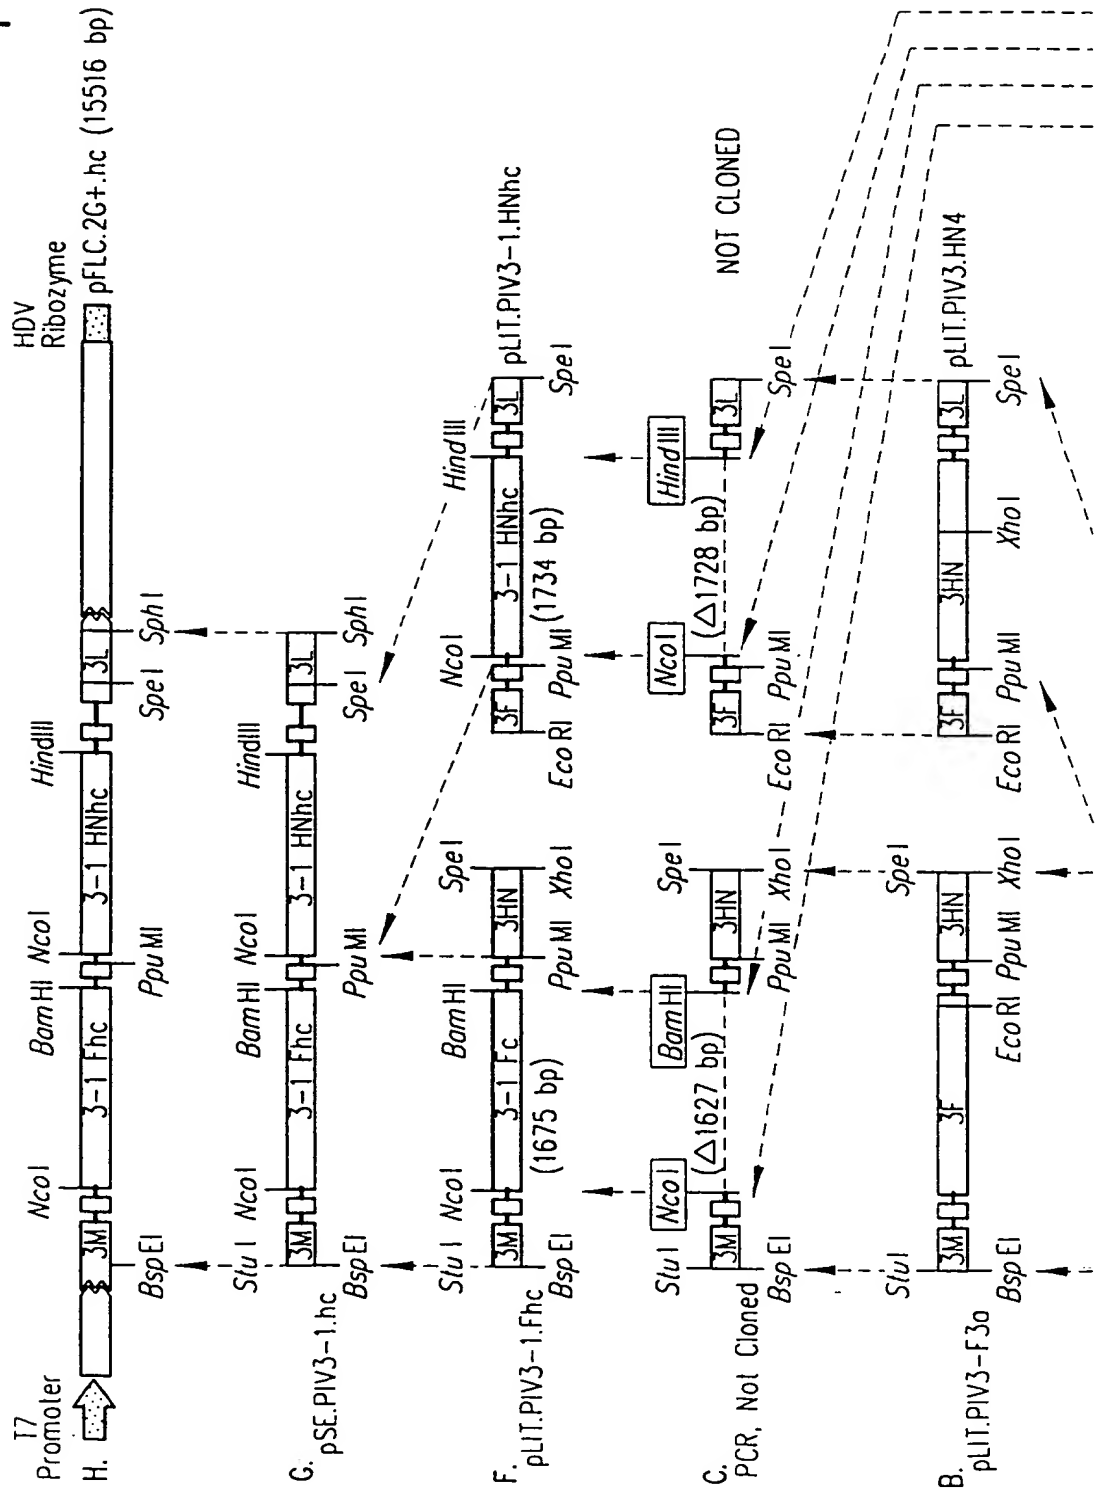 T7
Promoter
HDV
Ribozyme
H.
NcoI
BamHI
NcoI
HindIII
3M
3-1 Fhc
3-1 HNhc
3L
pFLC.2G+.hc (15516 bp)
BspEI
PpuMI
SpeI
SphI
G.
pSE.PIV3-1.hc
StuI
NcoI
BamHI
NcoI
HindIII
3M
3-1 Fhc
3-1 HNhc
3L
BspEI
PpuMI
SpeI
SphI
F.
pLIT.PIV3-1.Fhc
StuI
NcoI
BamHI
SpeI
3M
3-1 Fc
3HN
(1675 bp)
BspEI
PpuMI
XhoI
NcoI
HindIII
3F
3-1 HNhc
3L
pLIT.PIV3-1.HNhc
(1734 bp)
EcoRI
PpuMI
SpeI
C.
PCR, Not Cloned
StuI
NcoI
BamHI
SpeI
3M
(△1627 bp)
3HN
BspEI
PpuMI
XhoI
NcoI
HindIII
3F
(△1728 bp)
3L
NOT CLONED
EcoRI
PpuMI
SpeI
B.
pLIT.PIV3-F3a
StuI
SpeI
3M
3F
3HN
BspEI
EcoRI
PpuMI
XhoI
3F
3HN
3L
pLIT.PIV3.HN4
EcoRI
PpuMI
XhoI
SpeI